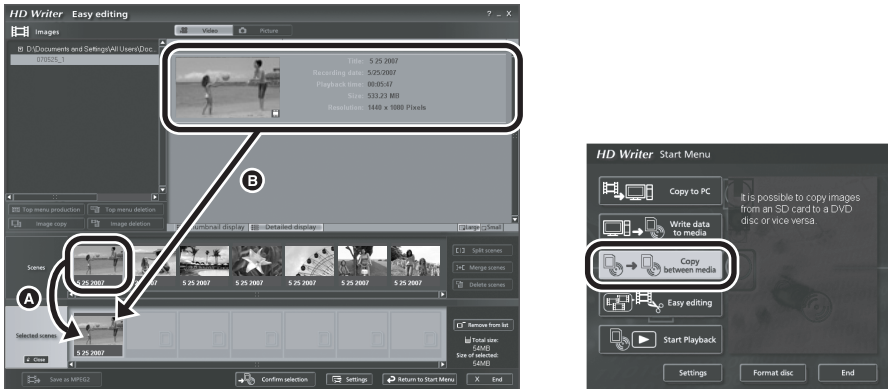 HD Writer Easy editing
? _ X
Images
Video
Picture
D:\Documents and Settings\All Users\Doc...
070525_1
Title: 5 25 2007
Recording date: 5/25/2007
Playback time: 00:05:47
Size: 533.23 MB
Resolution: 1440 x 1080 Pixels
B
Top menu production
Top menu deletion
Image copy
Image deletion
Thumbnail display
Detailed display
Large
Small
Scenes
5 25 2007
5 25 2007
5 25 2007
5 25 2007
5 25 2007
5 25 2007
5 25 2007
Split scenes
Merge scenes
Delete scenes
A
Selected scenes
Close
5 25 2007
Remove from list
Total size:
54MB
Size of selected:
54MB
Save as MPEG2
Confirm selection
Settings
Return to Start Menu
X End
HD Writer Start Menu
Copy to PC
Write data
to media
Copy
between media
Easy editing
Start Playback
It is possible to copy images
from an SD card to a DVD
disc or vice versa.
Settings
Format disc
End